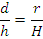 d/h = r/H